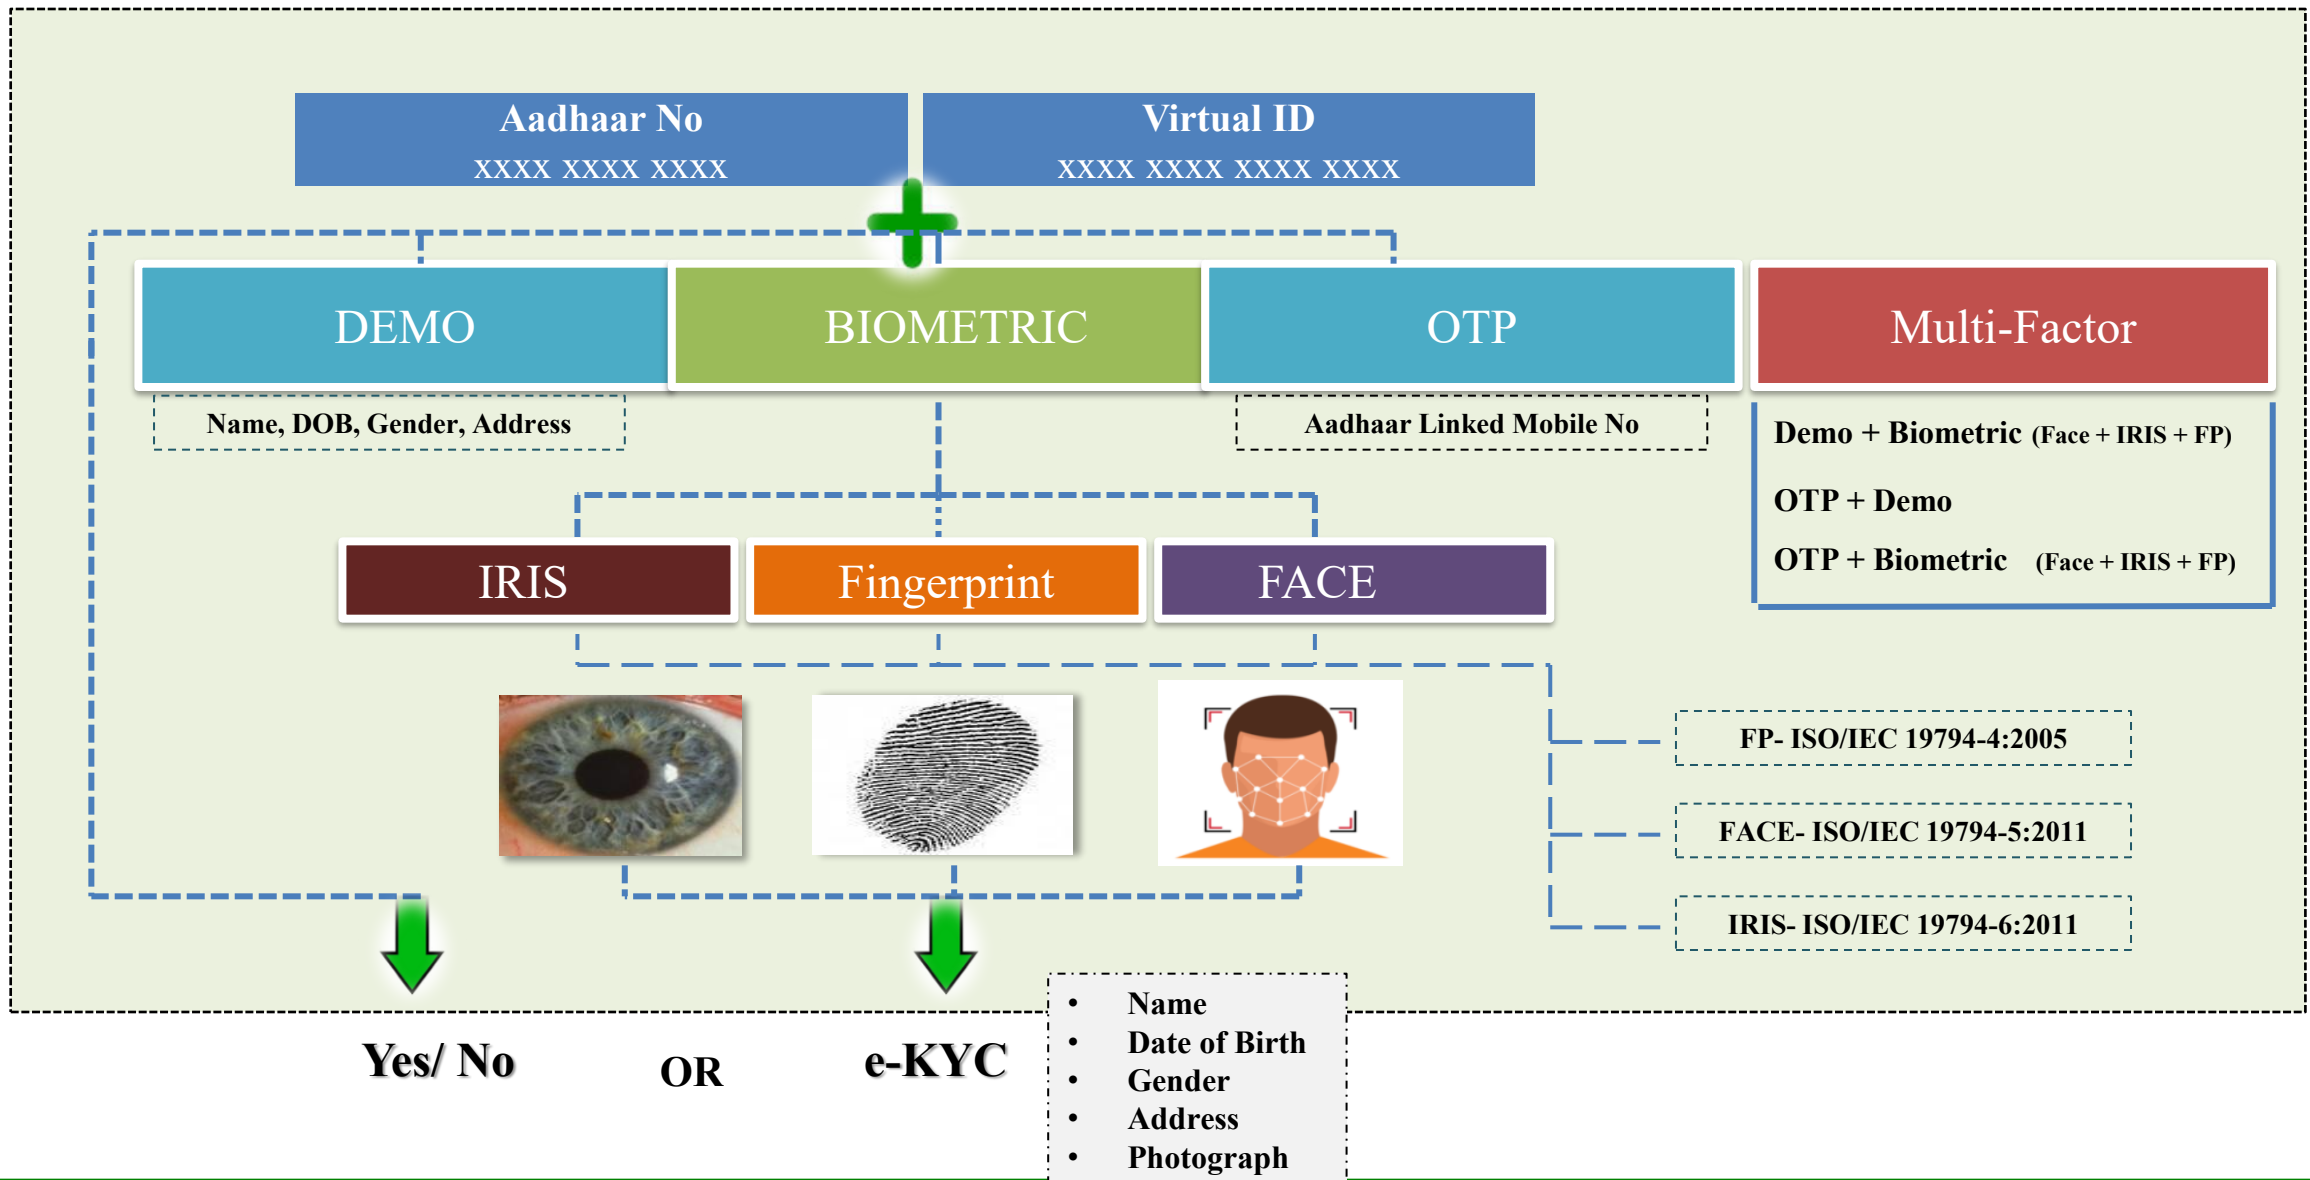 Aadhaar No
xxxx xxxx xxxx
Virtual ID
xxxx xxxx xxxx xxxx
DEMO
BIOMETRIC
OTP
Multi-Factor
Name, DOB, Gender, Address
Aadhaar Linked Mobile No
Demo + Biometric (Face + IRIS + FP)
OTP + Demo
OTP + Biometric (Face + IRIS + FP)
IRIS
Fingerprint
FACE
FP- ISO/IEC 19794-4:2005
FACE- ISO/IEC 19794-5:2011
IRIS- ISO/IEC 19794-6:2011
Yes/ No
OR
e-KYC
• Name
• Date of Birth
• Gender
• Address
• Photograph